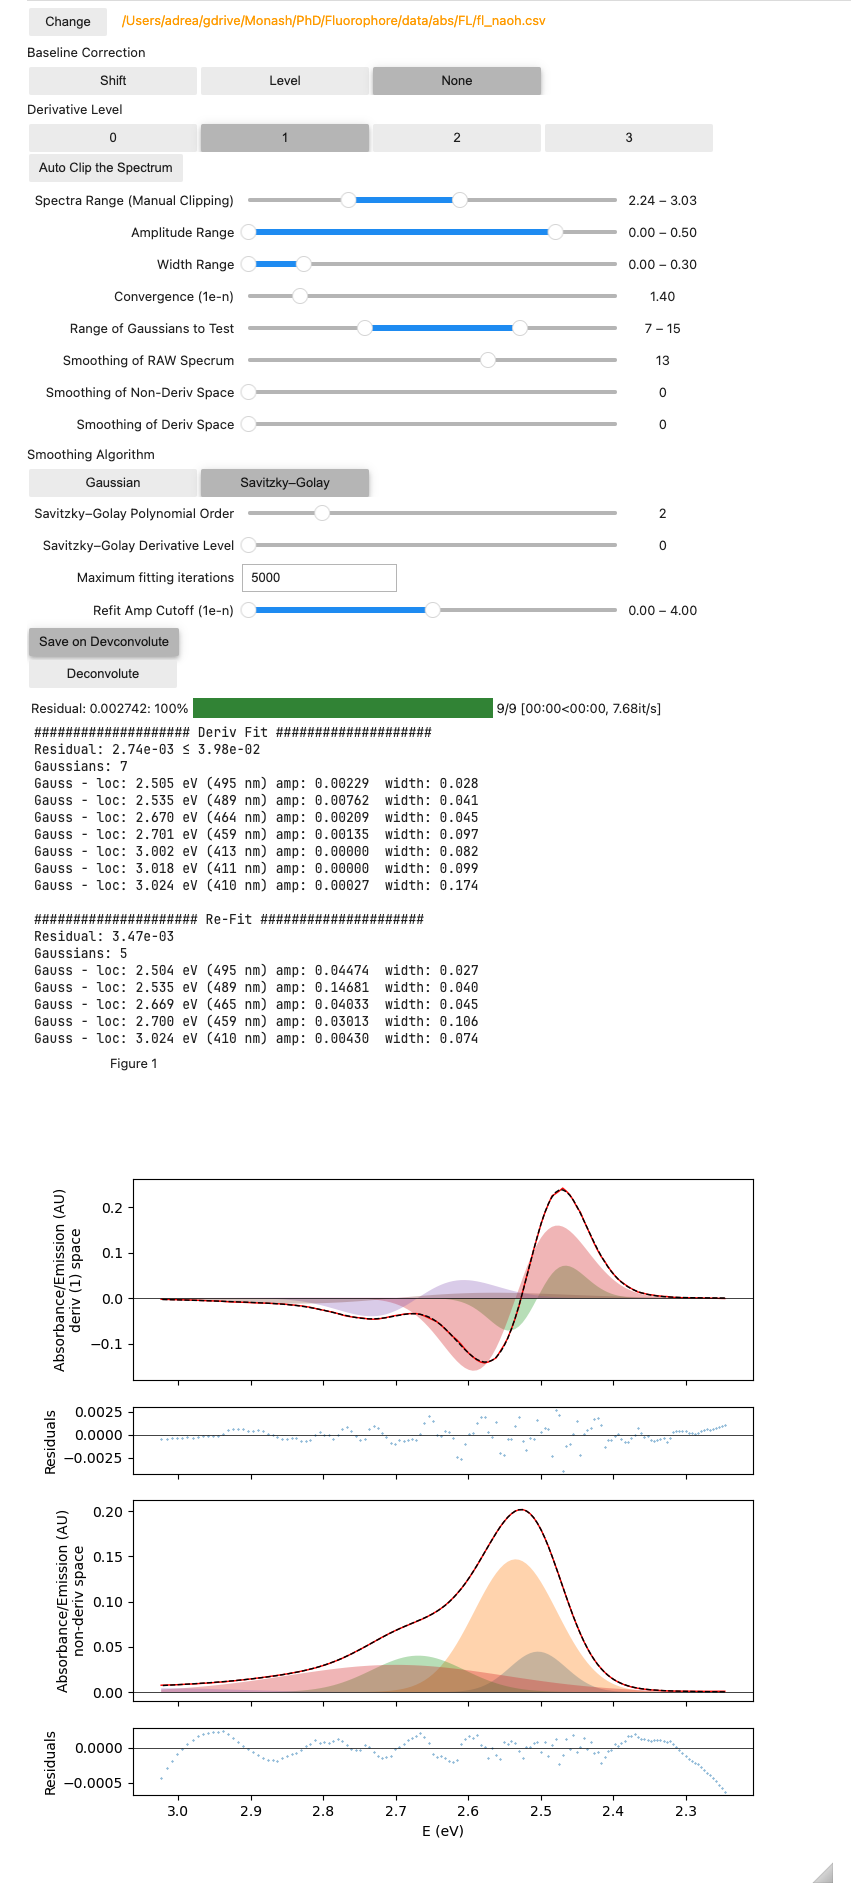 Change /Users/adrea/gdrive/Monash/PhD/Fluorophore/data/abs/FL/fl_naoh.csv
Baseline Correction
Shift Level None
Derivative Level
0 1 2 3
Auto Clip the Spectrum
Spectra Range (Manual Clipping) 2.24 – 3.03
Amplitude Range 0.00 – 0.50
Width Range 0.00 – 0.30
Convergence (1e-n) 1.40
Range of Gaussians to Test 7 – 15
Smoothing of RAW Specrum 13
Smoothing of Non-Deriv Space 0
Smoothing of Deriv Space 0
Smoothing Algorithm
Gaussian Savitzky–Golay
Savitzky–Golay Polynomial Order 2
Savitzky–Golay Derivative Level 0
Maximum fitting iterations 5000
Refit Amp Cutoff (1e-n) 0.00 – 4.00
Save on Devconvolute
Deconvolute
Residual: 0.002742: 100% 9/9 [00:00<00:00, 7.68it/s]
#################### Deriv Fit ####################
Residual: 2.74e-03 ≤ 3.98e-02
Gaussians: 7
Gauss - loc: 2.505 eV (495 nm) amp: 0.00229 width: 0.028
Gauss - loc: 2.535 eV (489 nm) amp: 0.00762 width: 0.041
Gauss - loc: 2.670 eV (464 nm) amp: 0.00209 width: 0.045
Gauss - loc: 2.701 eV (459 nm) amp: 0.00135 width: 0.097
Gauss - loc: 3.002 eV (413 nm) amp: 0.00000 width: 0.082
Gauss - loc: 3.018 eV (411 nm) amp: 0.00000 width: 0.099
Gauss - loc: 3.024 eV (410 nm) amp: 0.00027 width: 0.174
##################### Re-Fit #####################
Residual: 3.47e-03
Gaussians: 5
Gauss - loc: 2.504 eV (495 nm) amp: 0.04474 width: 0.027
Gauss - loc: 2.535 eV (489 nm) amp: 0.14681 width: 0.040
Gauss - loc: 2.669 eV (465 nm) amp: 0.04033 width: 0.045
Gauss - loc: 2.700 eV (459 nm) amp: 0.03013 width: 0.106
Gauss - loc: 3.024 eV (410 nm) amp: 0.00430 width: 0.074
Figure 1
Absorbance/Emission (AU)
deriv (1) space
0.2
0.1
0.0
−0.1
Residuals
0.0025
0.0000
−0.0025
Absorbance/Emission (AU)
non-deriv space
0.20
0.15
0.10
0.05
0.00
Residuals
0.0000
−0.0005
3.0 2.9 2.8 2.7 2.6 2.5 2.4 2.3
E (eV)